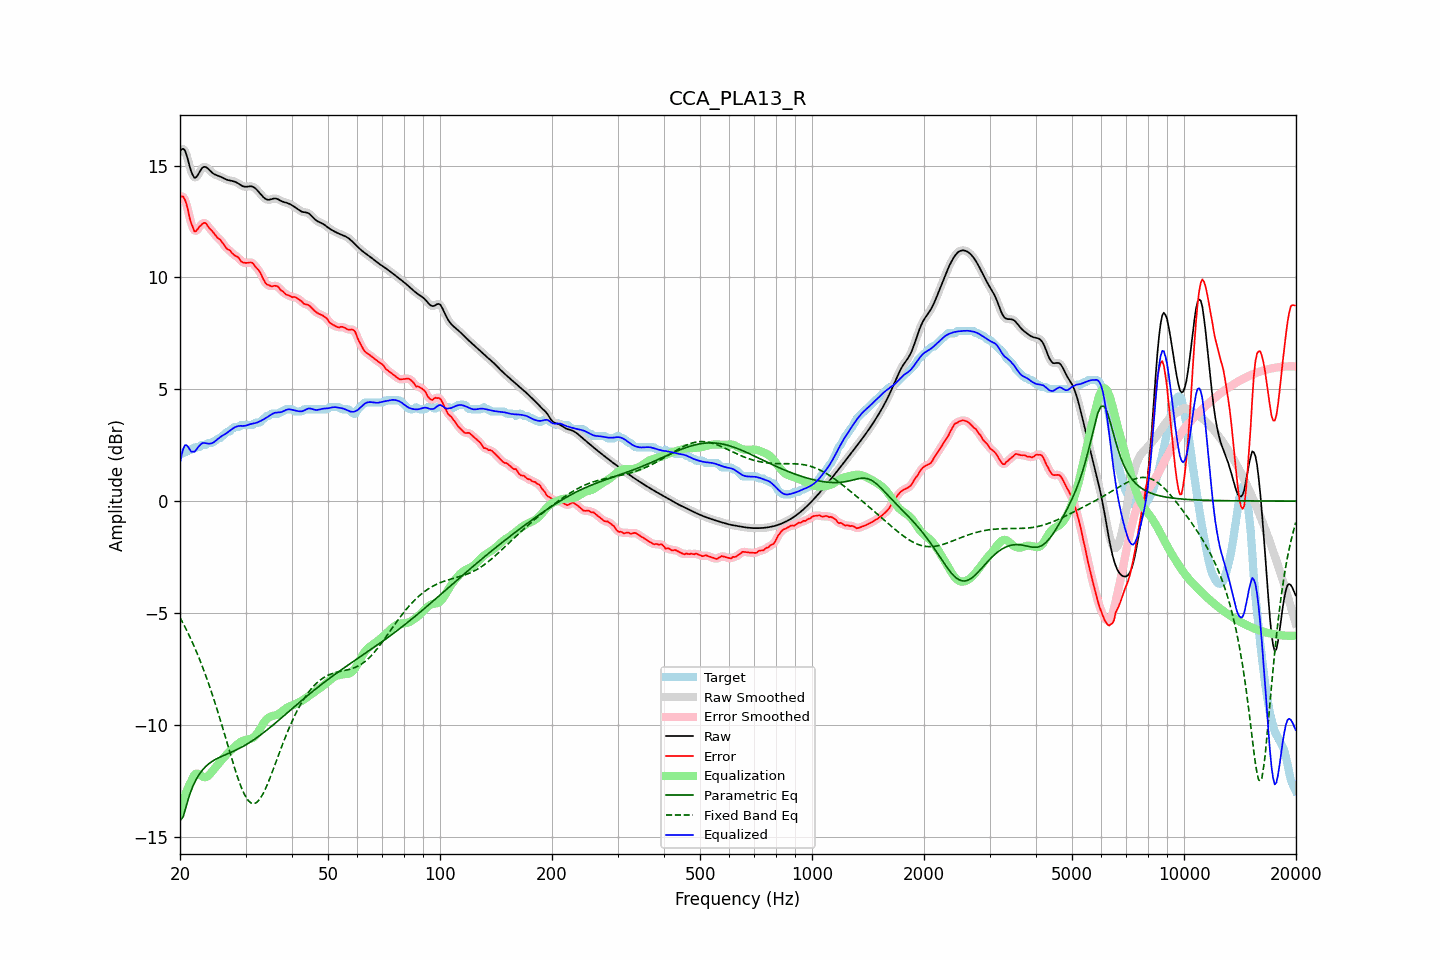 CCA_PLA13_R
Amplitude (dBr)
15
10
5
0
−5
−10
−15
Target
Raw Smoothed
Error Smoothed
Raw
Error
Equalization
Parametric Eq
Fixed Band Eq
Equalized
20
50
100
200
500
1000
2000
5000
10000
20000
Frequency (Hz)